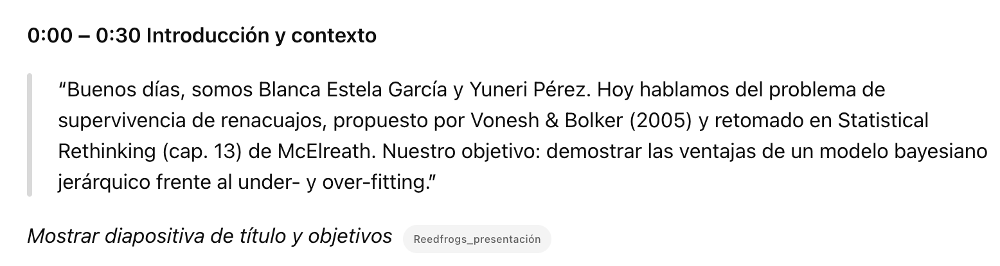 0:00 – 0:30 Introducción y contexto
“Buenos días, somos Blanca Estela García y Yuneri Pérez. Hoy hablamos del problema de
supervivencia de renacuajos, propuesto por Vonesh & Bolker (2005) y retomado en Statistical
Rethinking (cap. 13) de McElreath. Nuestro objetivo: demostrar las ventajas de un modelo bayesiano
jerárquico frente al under- y over-fitting.”
Mostrar diapositiva de título y objetivos Reedfrogs_presentación